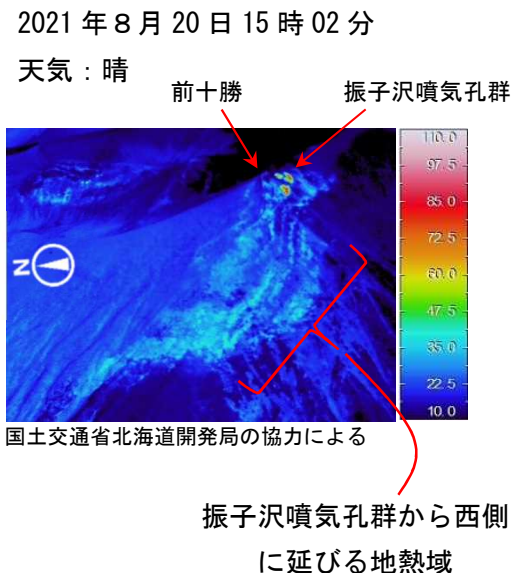 2021 年８月 20 日 15 時 02 分
天気：晴
前十勝
振子沢噴気孔群
110.0
97.5
85.0
72.5
60.0
47.5
35.0
22.5
10.0
N
国土交通省北海道開発局の協力による
振子沢噴気孔群から西側
に延びる地熱域